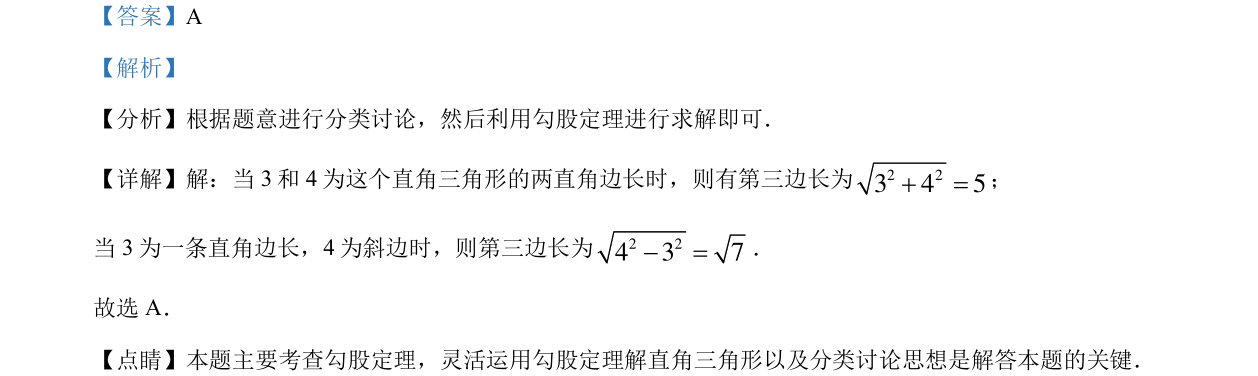 【答案】A
【解析】
【分析】根据题意进行分类讨论，然后利用勾股定理进行求解即可．
【详解】解：当 3 和 4 为这个直角三角形的两直角边长时，则有第三边长为 √(3²+4²) = 5；
当 3 为一条直角边长，4 为斜边时，则第三边长为 √(4²−3²) = √7．
故选 A．
【点睛】本题主要考查勾股定理，灵活运用勾股定理解直角三角形以及分类讨论思想是解答本题的关键．